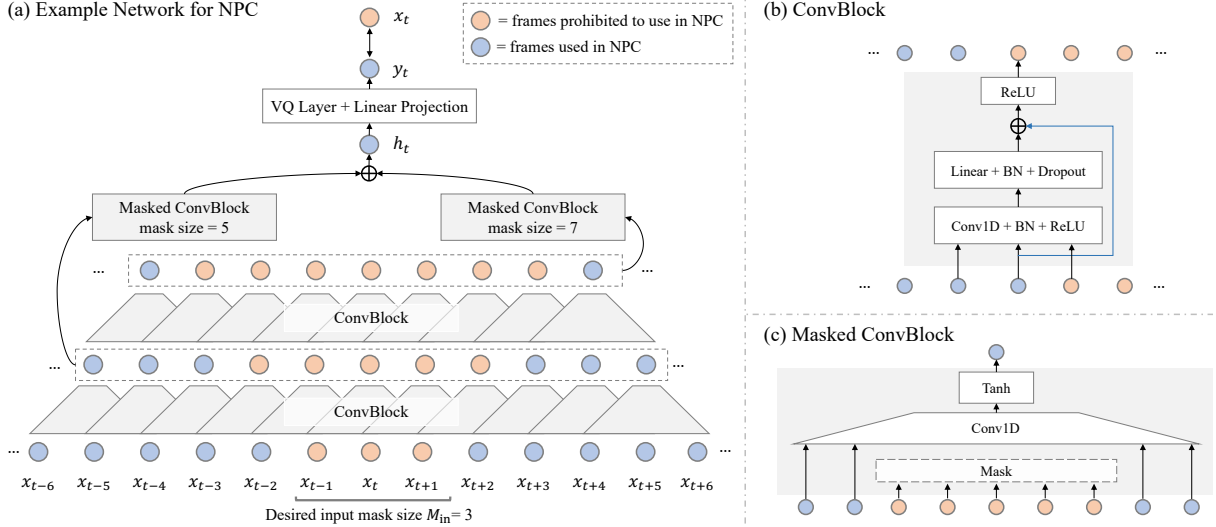 (a) Example Network for NPC
x_t
= frames prohibited to use in NPC
= frames used in NPC
y_t
VQ Layer + Linear Projection
h_t
Masked ConvBlock
mask size = 5
Masked ConvBlock
mask size = 7
... ...
ConvBlock
... ...
ConvBlock
... ...
x_{t-6} x_{t-5} x_{t-4} x_{t-3} x_{t-2} x_{t-1} x_t x_{t+1} x_{t+2} x_{t+3} x_{t+4} x_{t+5} x_{t+6}
Desired input mask size M_in = 3
(b) ConvBlock
... ...
ReLU
Linear + BN + Dropout
Conv1D + BN + ReLU
... ...
(c) Masked ConvBlock
Tanh
Conv1D
Mask